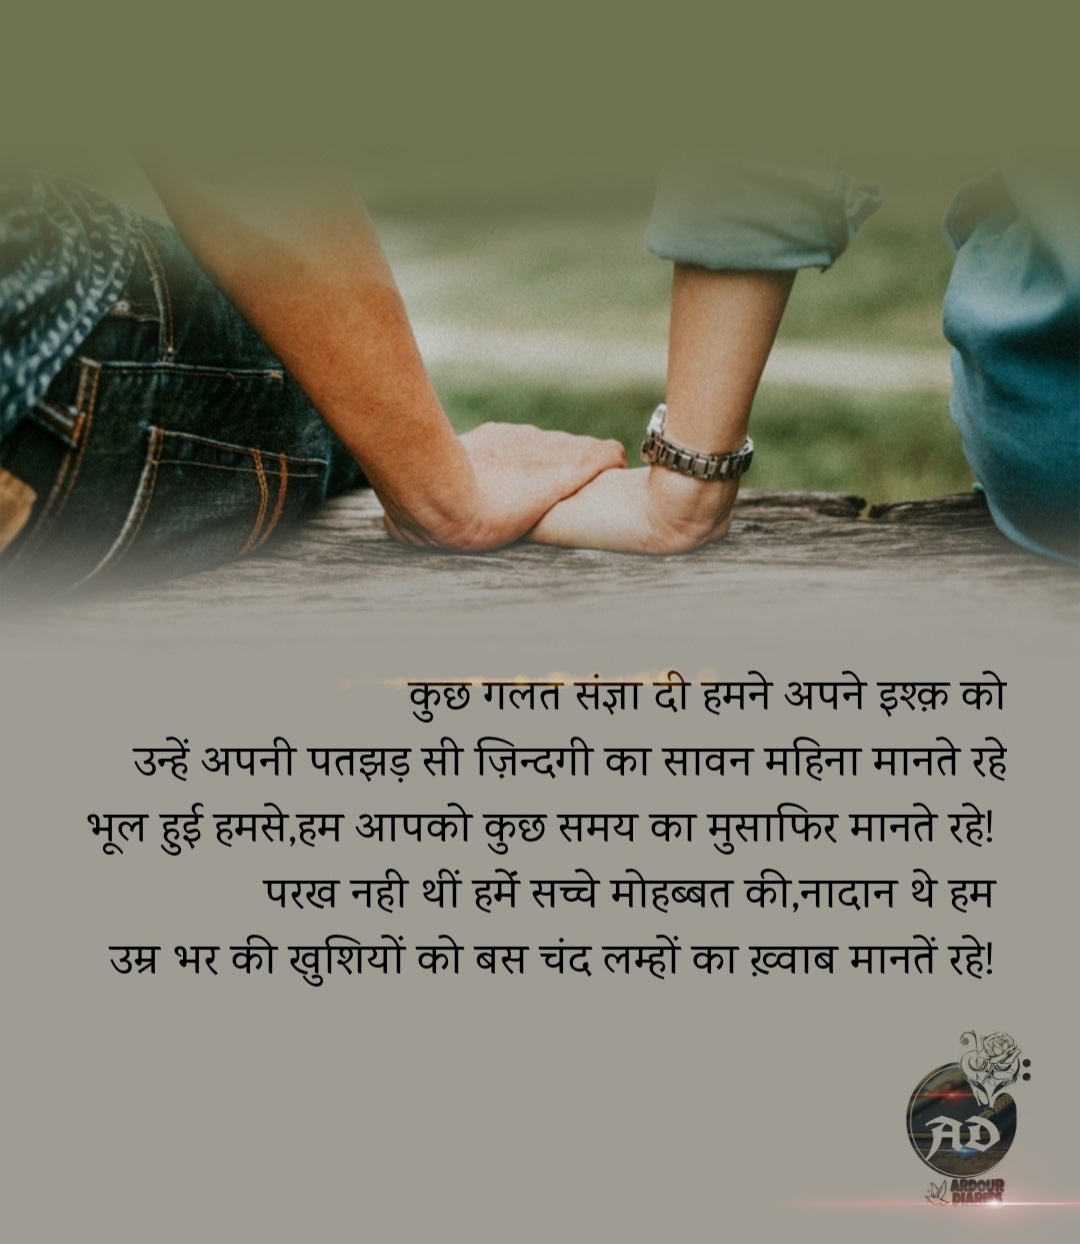 कुछ गलत संज्ञा दी हमने अपने इश्क़ को
उन्हें अपनी पतझड़ सी ज़िन्दगी का सावन महिना मानते रहे
भूल हुई हमसे,हम आपको कुछ समय का मुसाफिर मानते रहे!
परख नही थीं हमें सच्चे मोहब्बत की,नादान थे हम
उम्र भर की खुशियों को बस चंद लम्हों का ख़्वाब मानतें रहे!
AD
ARDOUR
DIARIES